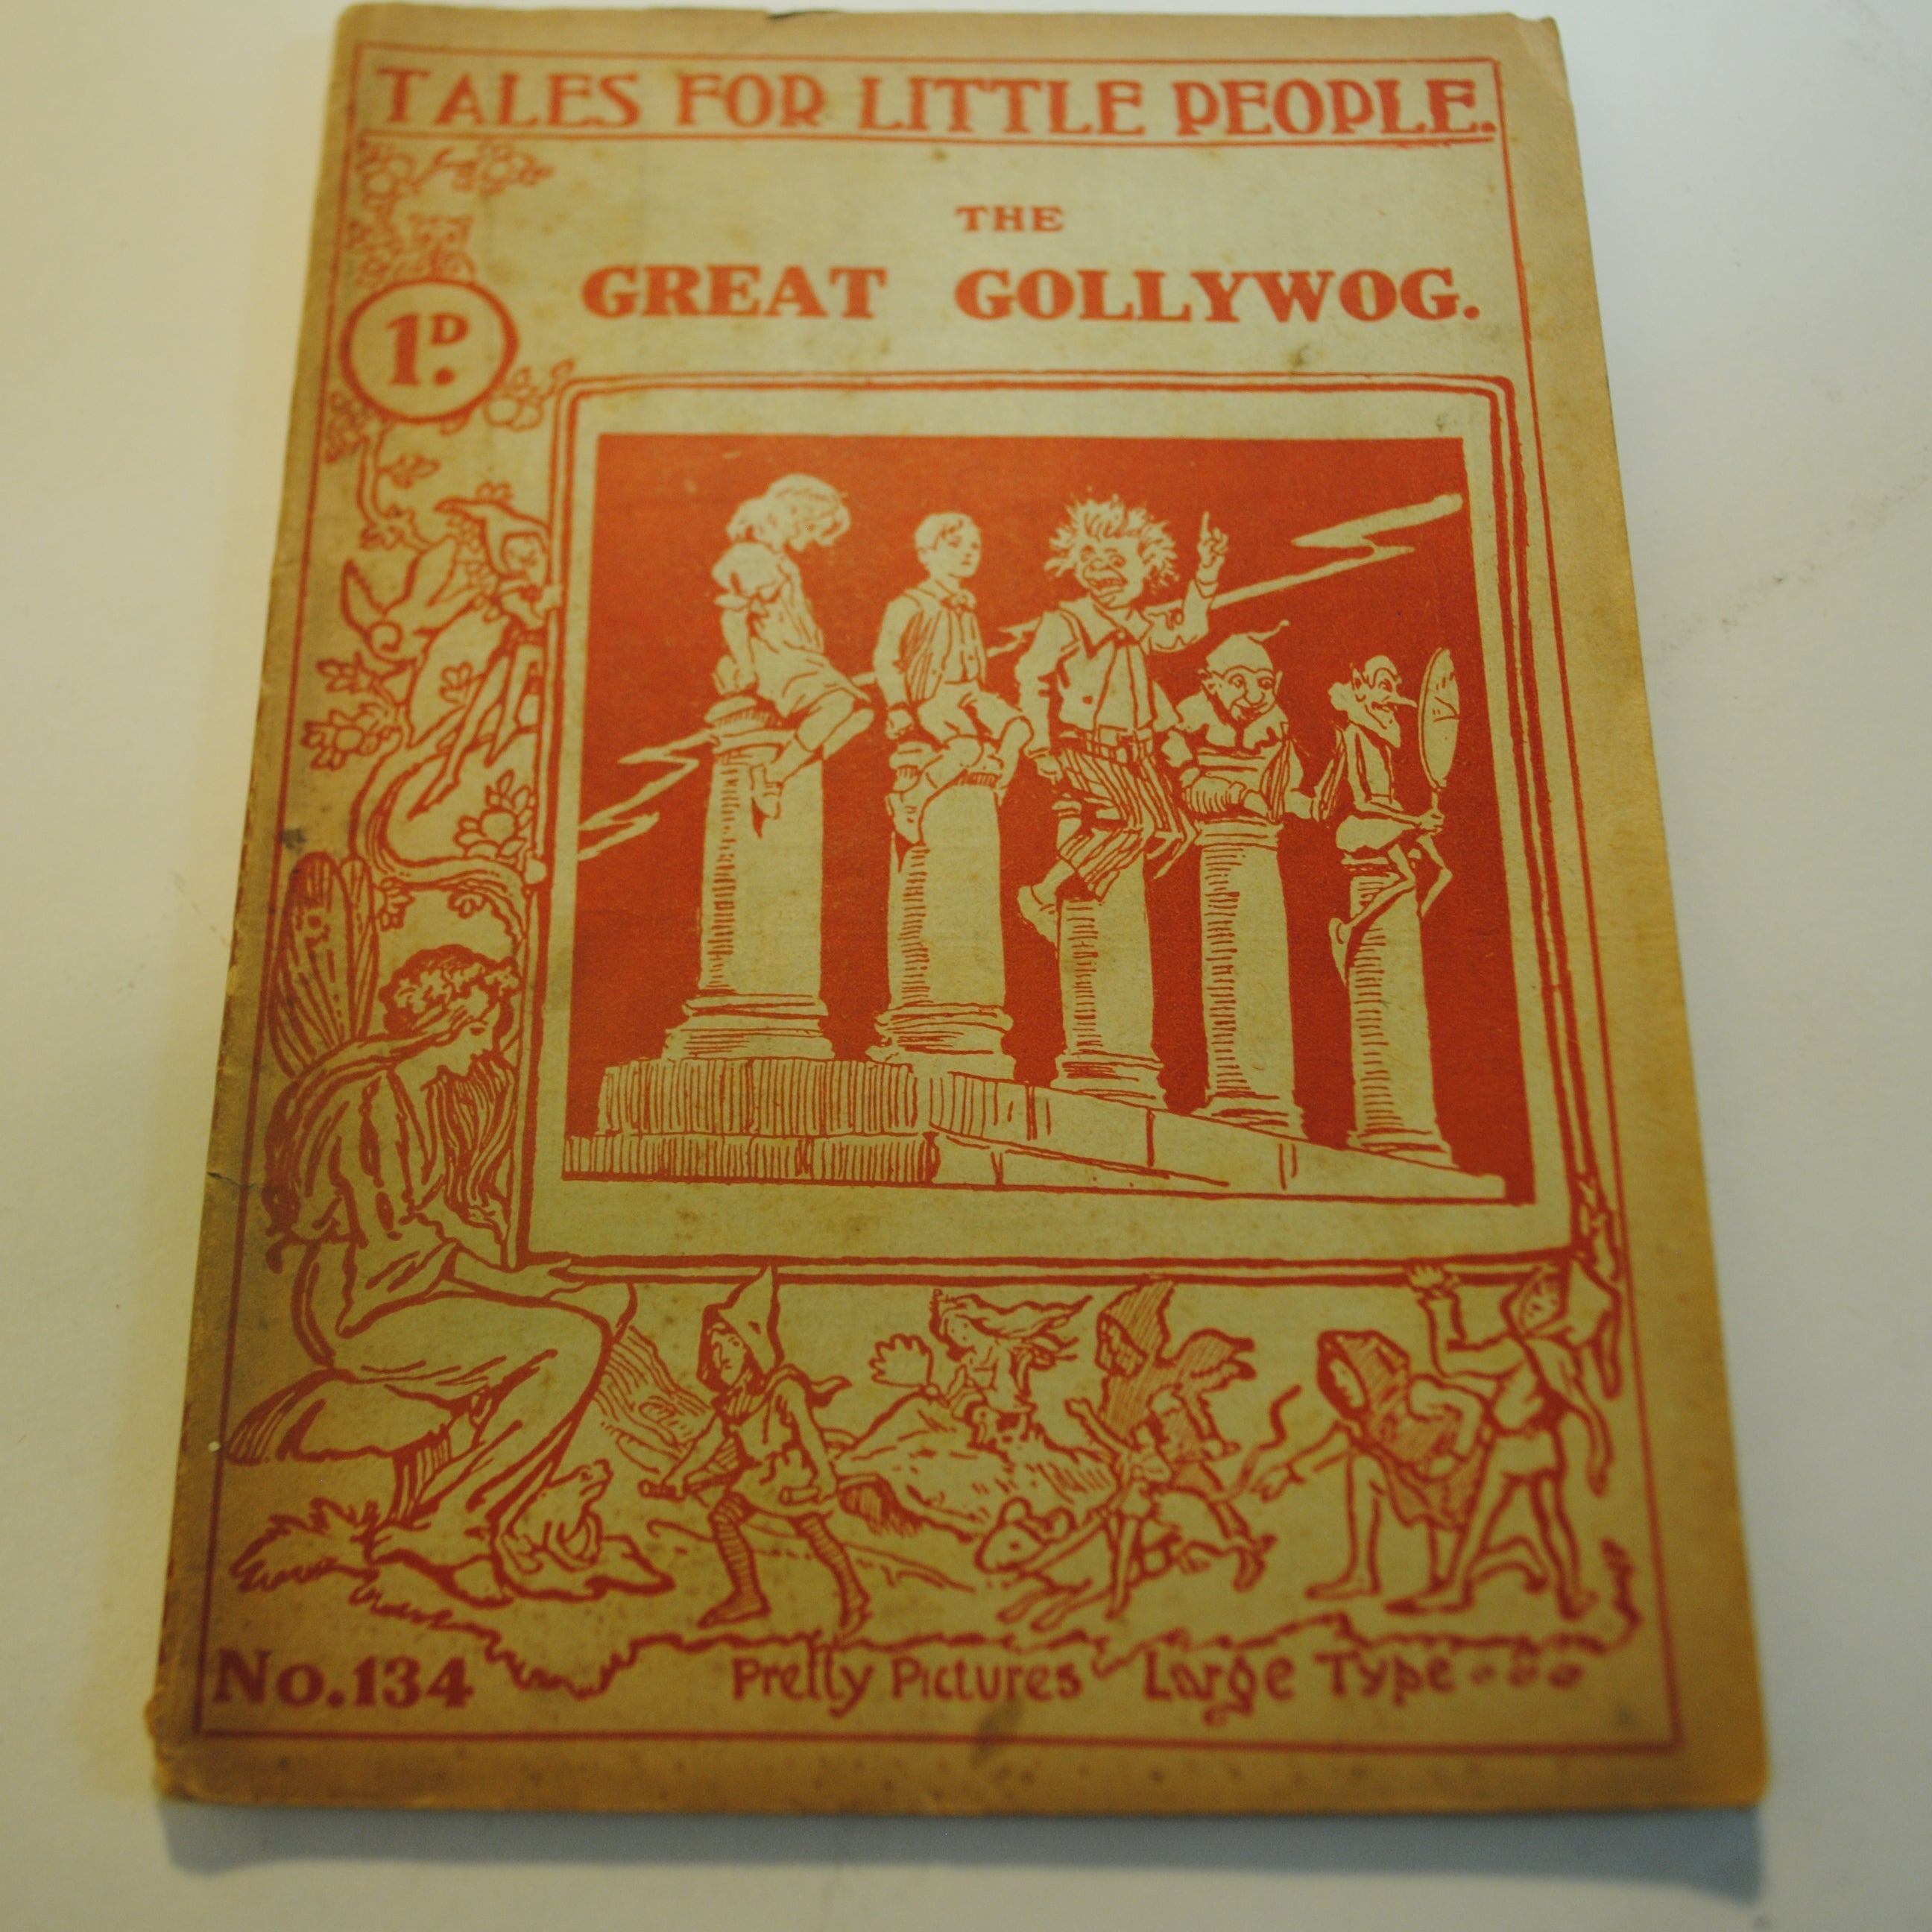 TALES FOR LITTLE PEOPLE.
THE
GREAT GOLLYWOG.
1D.
No. 134
Pretty Pictures Large Type